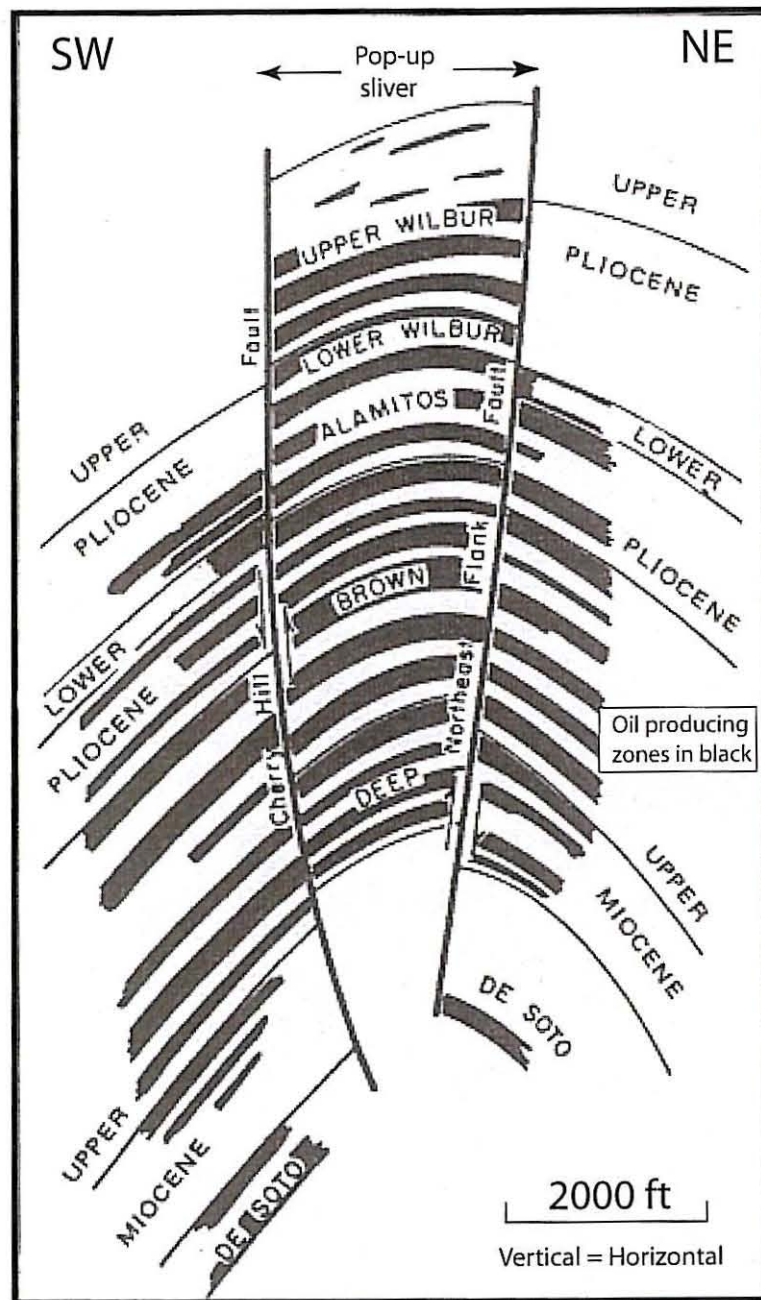 SW
Pop-up
sliver
NE
UPPER
PLIOCENE
UPPER WILBUR
Fault
LOWER WILBUR
Fault
ALAMITOS
UPPER
PLIOCENE
LOWER
PLIOCENE
Flank
BROWN
LOWER
PLIOCENE
Hill
Northeast
Oil producing
zones in black
Cherry
DEEP
UPPER
MIOCENE
DE SOTO
UPPER
MIOCENE
DE SOTO
2000 ft
Vertical = Horizontal